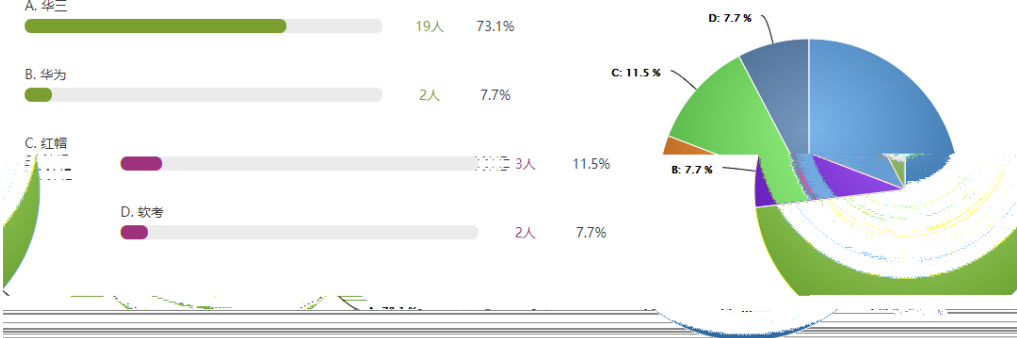 A. 华三
19人 73.1%
B. 华为
2人 7.7%
C. 红帽
3人 11.5%
D. 软考
2人 7.7%
D: 7.7 %
C: 11.5 %
B: 7.7 %